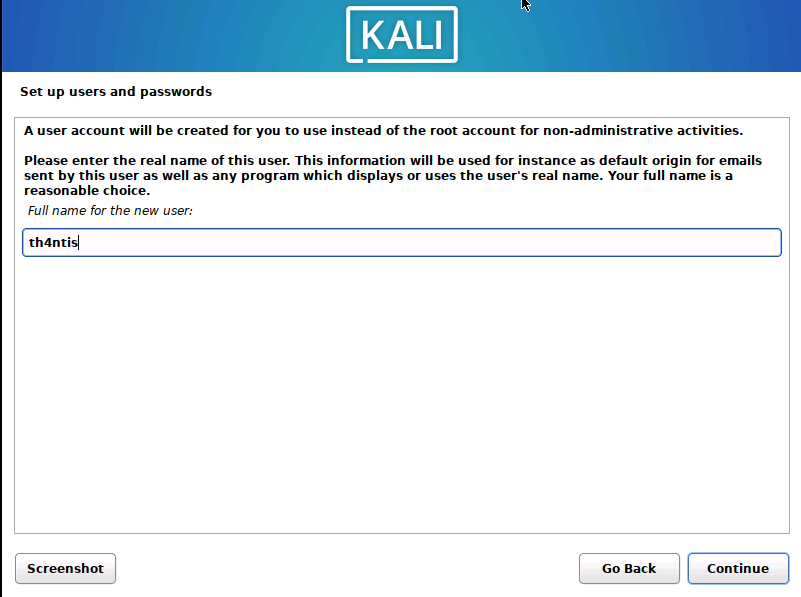 KALI
Set up users and passwords
A user account will be created for you to use instead of the root account for non-administrative activities.
Please enter the real name of this user. This information will be used for instance as default origin for emails
sent by this user as well as any program which displays or uses the user's real name. Your full name is a
reasonable choice.
Full name for the new user:
th4ntis
Screenshot
Go Back
Continue